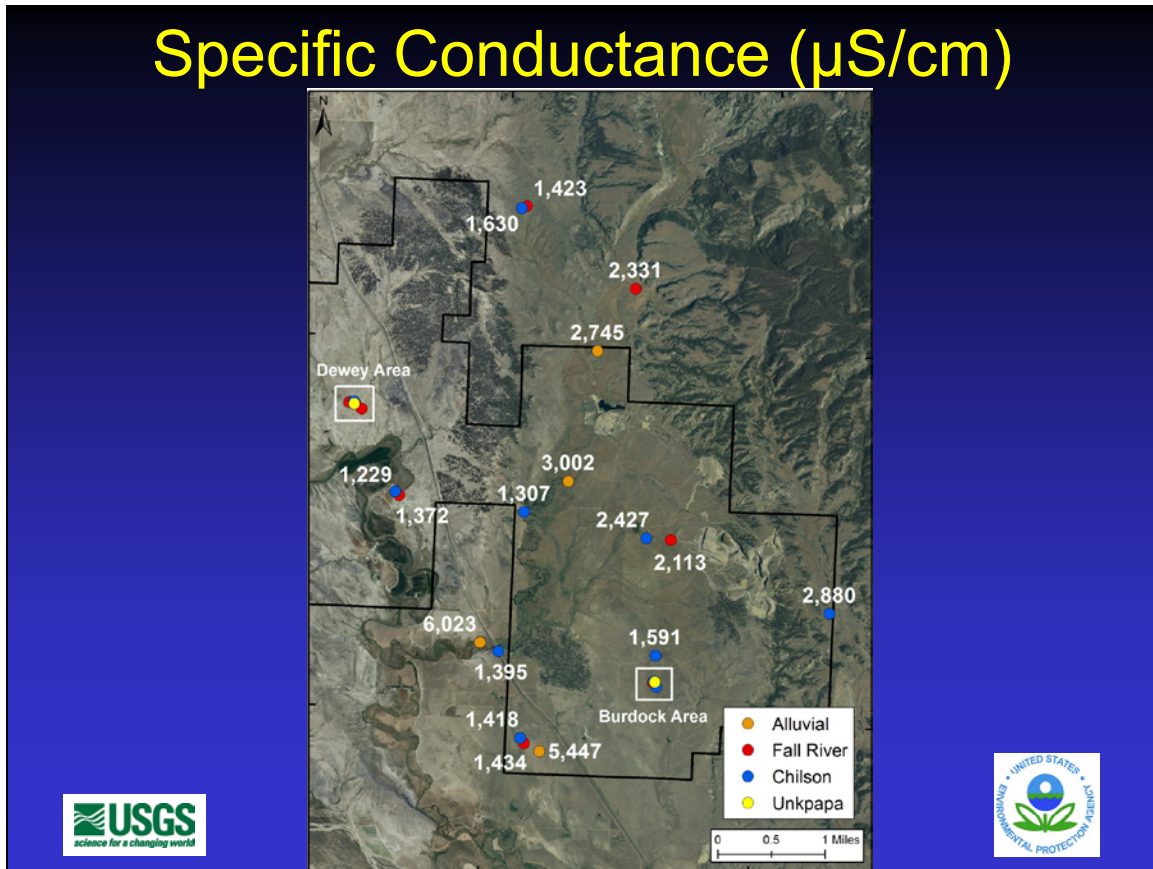 Specific Conductance (µS/cm)
N
1,423
1,630
2,331
2,745
Dewey Area
3,002
1,229
1,307
1,372
2,427
2,113
2,880
6,023
1,591
1,395
Burdock Area
1,418
5,447
1,434
Alluvial
Fall River
Chilson
Unkpapa
0 0.5 1 Miles
USGS
science for a changing world
UNITED STATES
ENVIRONMENTAL PROTECTION AGENCY